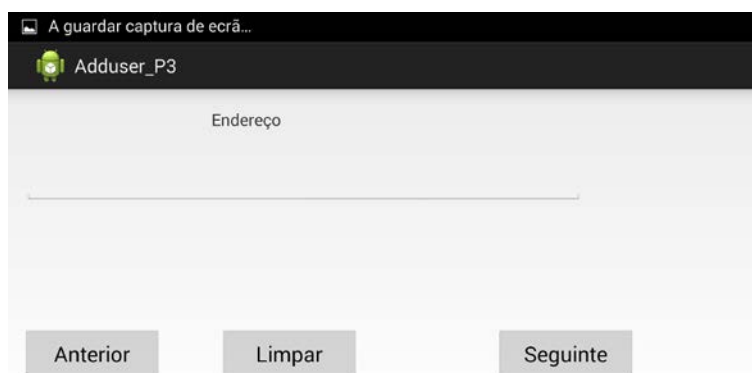 A guardar captura de ecrã...
Adduser_P3
Endereço
Anterior Limpar Seguinte